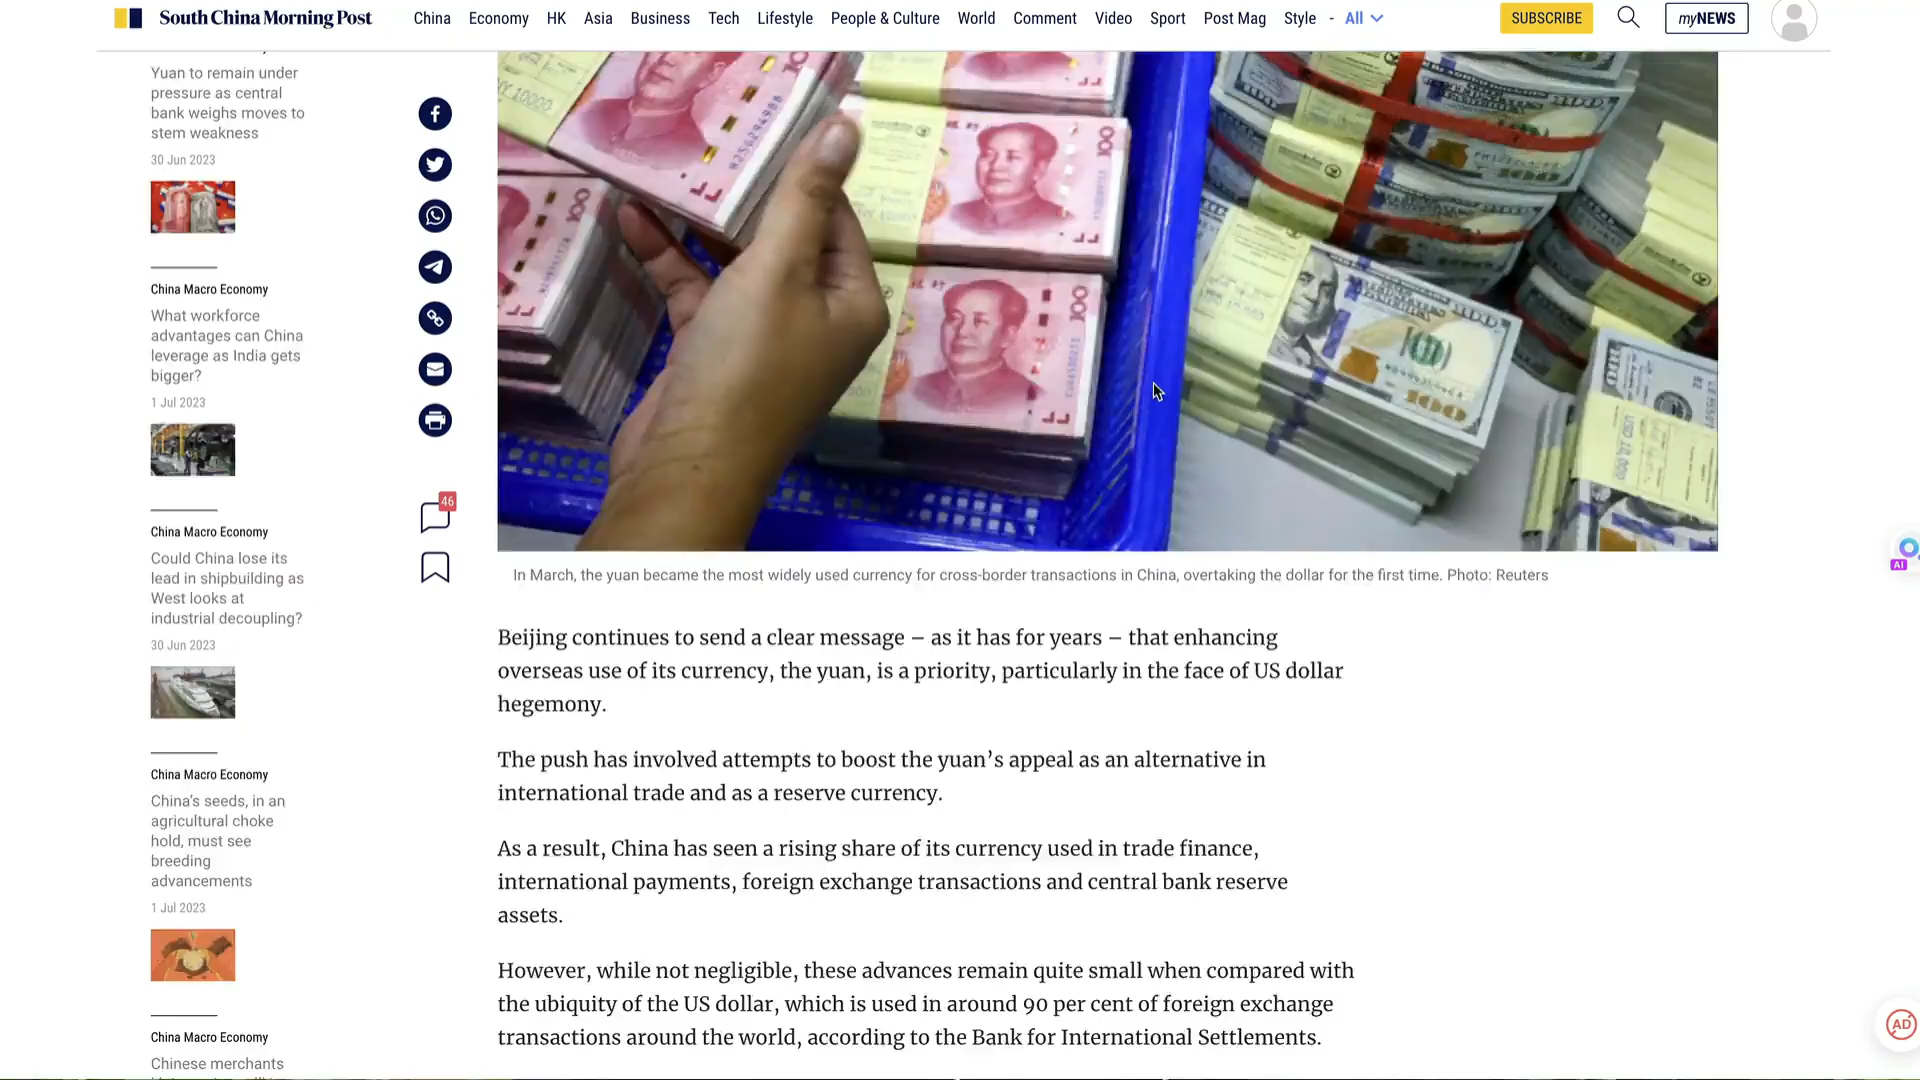 South China Morning Post
China Economy HK Asia Business Tech Lifestyle People & Culture World Comment Video Sport Post Mag Style - All
SUBSCRIBE
myNEWS
Yuan to remain under
pressure as central
bank weighs moves to
stem weakness
30 Jun 2023
China Macro Economy
What workforce
advantages can China
leverage as India gets
bigger?
1 Jul 2023
China Macro Economy
Could China lose its
lead in shipbuilding as
West looks at
industrial decoupling?
30 Jun 2023
China Macro Economy
China's seeds, in an
agricultural choke
hold, must see
breeding
advancements
1 Jul 2023
China Macro Economy
Chinese merchants
46
100
100
100
100
In March, the yuan became the most widely used currency for cross-border transactions in China, overtaking the dollar for the first time. Photo: Reuters
Beijing continues to send a clear message – as it has for years – that enhancing
overseas use of its currency, the yuan, is a priority, particularly in the face of US dollar
hegemony.
The push has involved attempts to boost the yuan’s appeal as an alternative in
international trade and as a reserve currency.
As a result, China has seen a rising share of its currency used in trade finance,
international payments, foreign exchange transactions and central bank reserve
assets.
However, while not negligible, these advances remain quite small when compared with
the ubiquity of the US dollar, which is used in around 90 per cent of foreign exchange
transactions around the world, according to the Bank for International Settlements.
AI
AD